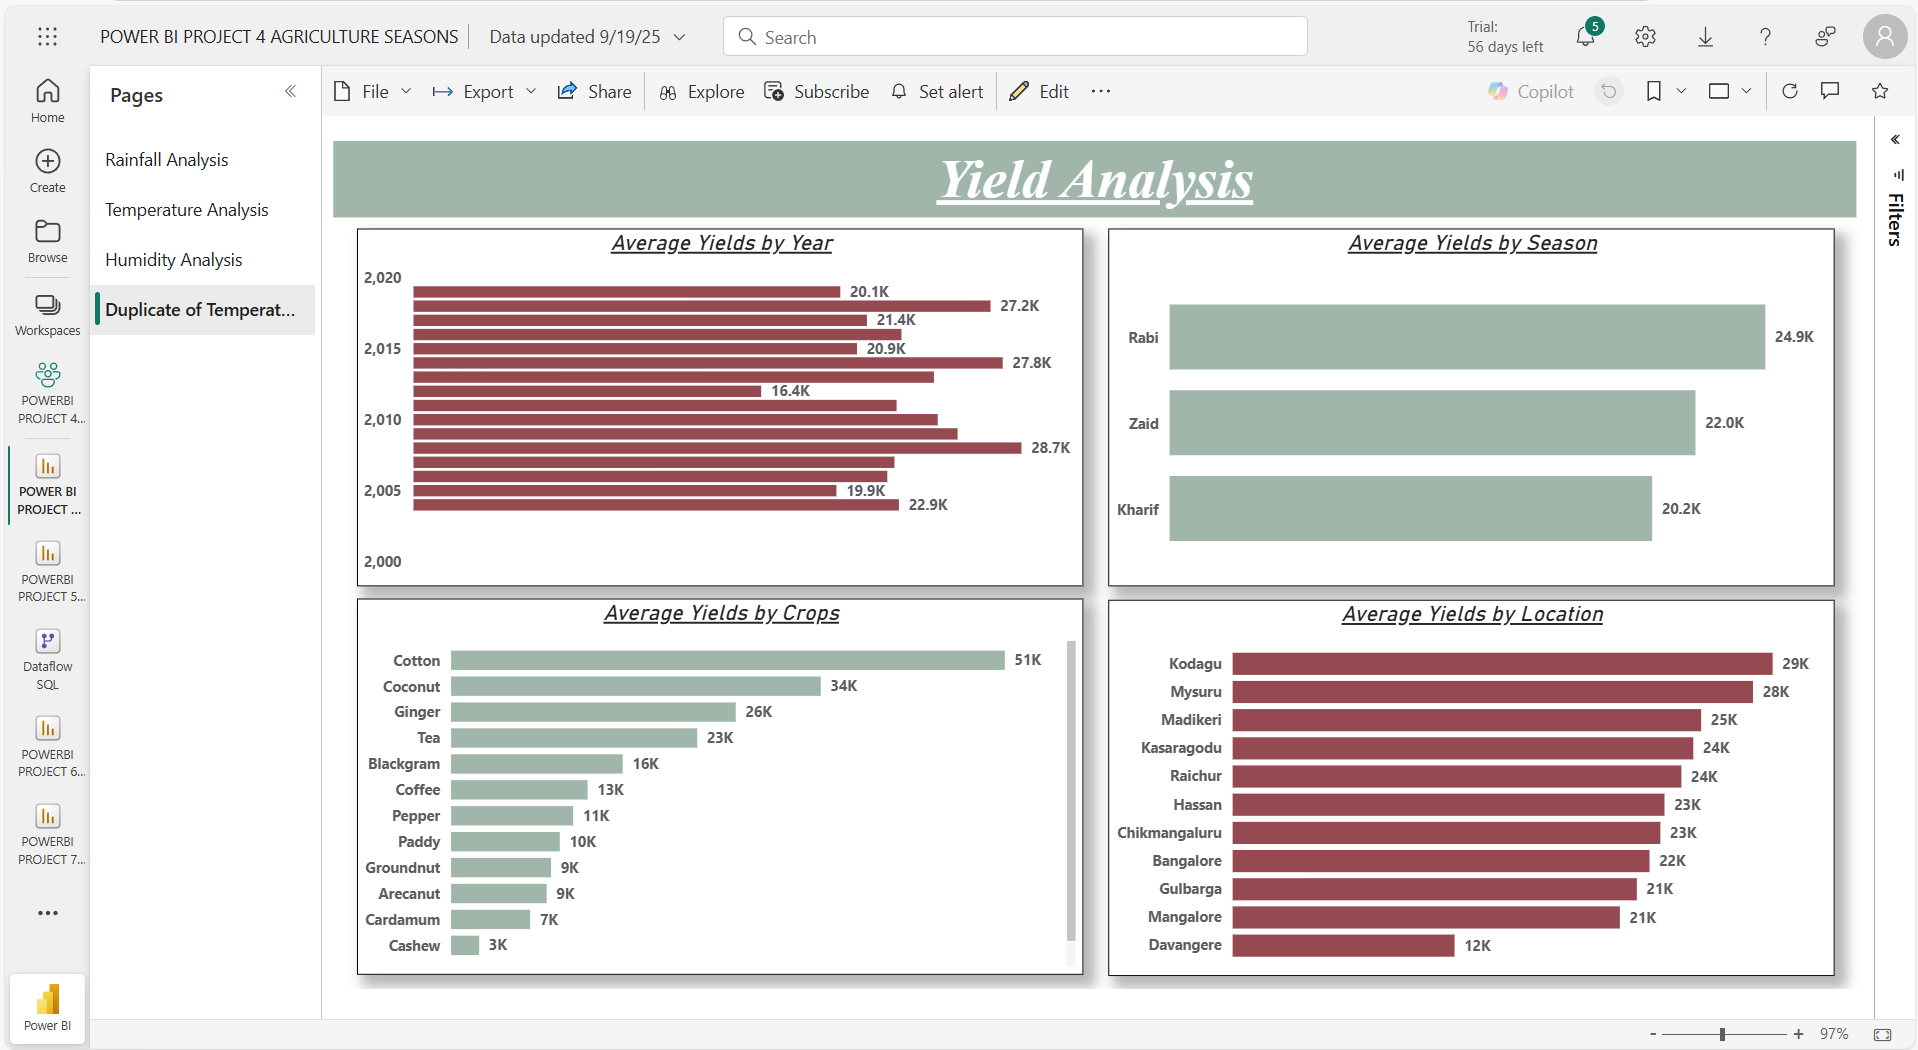 POWER BI PROJECT 4 AGRICULTURE SEASONS
Data updated 9/19/25
Search
Trial:
56 days left
5
Home
Create
Browse
Workspaces
POWERBI
PROJECT 4...
POWER BI
PROJECT ...
POWERBI
PROJECT 5...
Dataflow
SQL
POWERBI
PROJECT 6...
POWERBI
PROJECT 7...
Power BI
Pages
Rainfall Analysis
Temperature Analysis
Humidity Analysis
Duplicate of Temperat...
File
Export
Share
Explore
Subscribe
Set alert
Edit
Copilot
Filters
Yield Analysis
Average Yields by Year
2,020
2,015
2,010
2,005
2,000
20.1K
27.2K
21.4K
20.9K
27.8K
16.4K
28.7K
19.9K
22.9K
Average Yields by Season
Rabi 24.9K
Zaid 22.0K
Kharif 20.2K
Average Yields by Crops
Cotton 51K
Coconut 34K
Ginger 26K
Tea 23K
Blackgram 16K
Coffee 13K
Pepper 11K
Paddy 10K
Groundnut 9K
Arecanut 9K
Cardamum 7K
Cashew 3K
Average Yields by Location
Kodagu 29K
Mysuru 28K
Madikeri 25K
Kasaragodu 24K
Raichur 24K
Hassan 23K
Chikmangaluru 23K
Bangalore 22K
Gulbarga 21K
Mangalore 21K
Davangere 12K
- + 97%